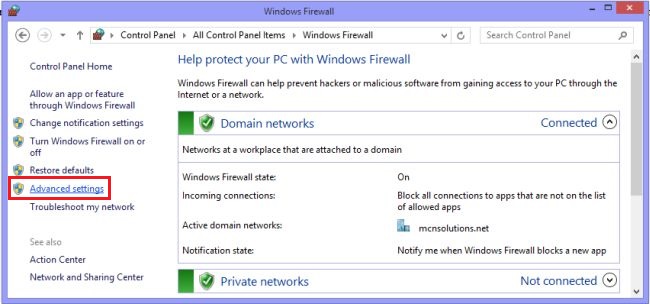 Windows Firewall
Control Panel
All Control Panel Items
Windows Firewall
Search Control Panel
Control Panel Home
Allow an app or feature
through Windows Firewall
Change notification settings
Turn Windows Firewall on or
off
Restore defaults
Advanced settings
Troubleshoot my network
See also
Action Center
Network and Sharing Center
Help protect your PC with Windows Firewall
Windows Firewall can help prevent hackers or malicious software from gaining access to your PC through the
Internet or a network.
Domain networks Connected
Networks at a workplace that are attached to a domain
Windows Firewall state: On
Incoming connections: Block all connections to apps that are not on the list
of allowed apps
Active domain networks: mcnsolutions.net
Notification state: Notify me when Windows Firewall blocks a new app
Private networks Not connected